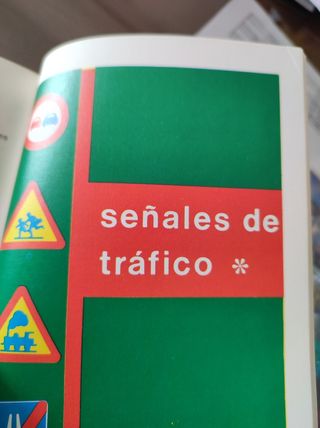 señales de
tráfico *